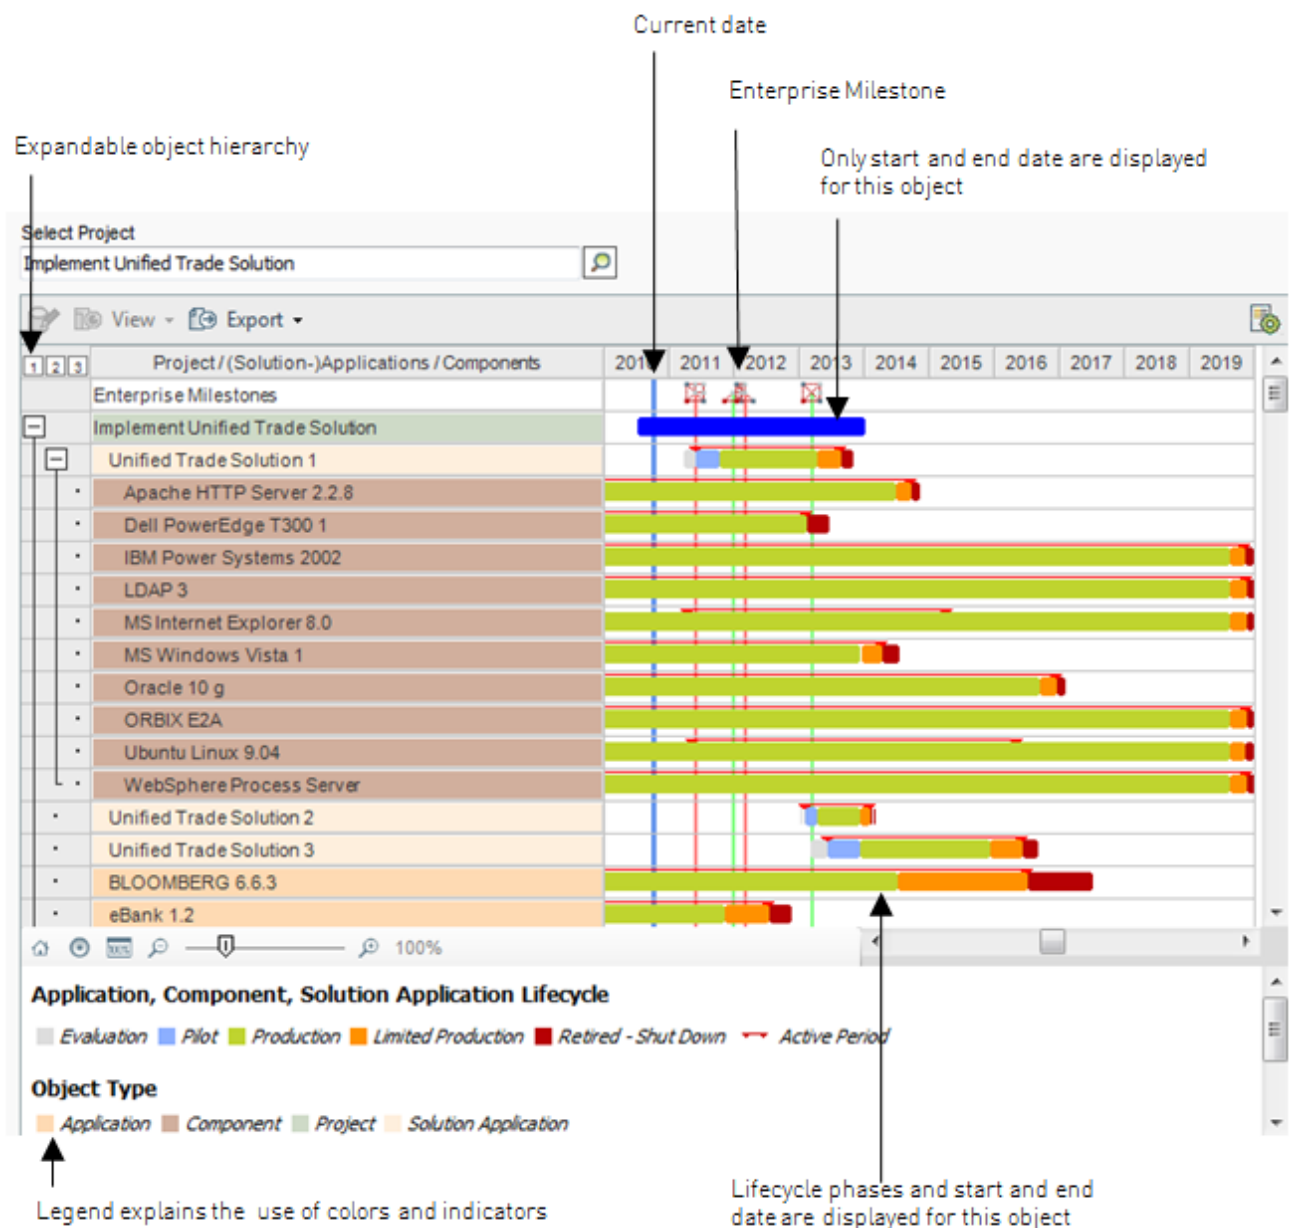 Current date
Enterprise Milestone
Expandable object hierarchy
Only start and end date are displayed
for this object
Select Project
Implement Unified Trade Solution
View
Export
1 2 3 Project / (Solution-)Applications / Components 2010 2011 2012 2013 2014 2015 2016 2017 2018 2019
Enterprise Milestones
Implement Unified Trade Solution
Unified Trade Solution 1
Apache HTTP Server 2.2.8
Dell PowerEdge T300 1
IBM Power Systems 2002
LDAP 3
MS Internet Explorer 8.0
MS Windows Vista 1
Oracle 10 g
ORBIX E2A
Ubuntu Linux 9.04
WebSphere Process Server
Unified Trade Solution 2
Unified Trade Solution 3
BLOOMBERG 6.6.3
eBank 1.2
100%
Application, Component, Solution Application Lifecycle
Evaluation Pilot Production Limited Production Retired - Shut Down Active Period
Object Type
Application Component Project Solution Application
Legend explains the use of colors and indicators
Lifecycle phases and start and end
date are displayed for this object